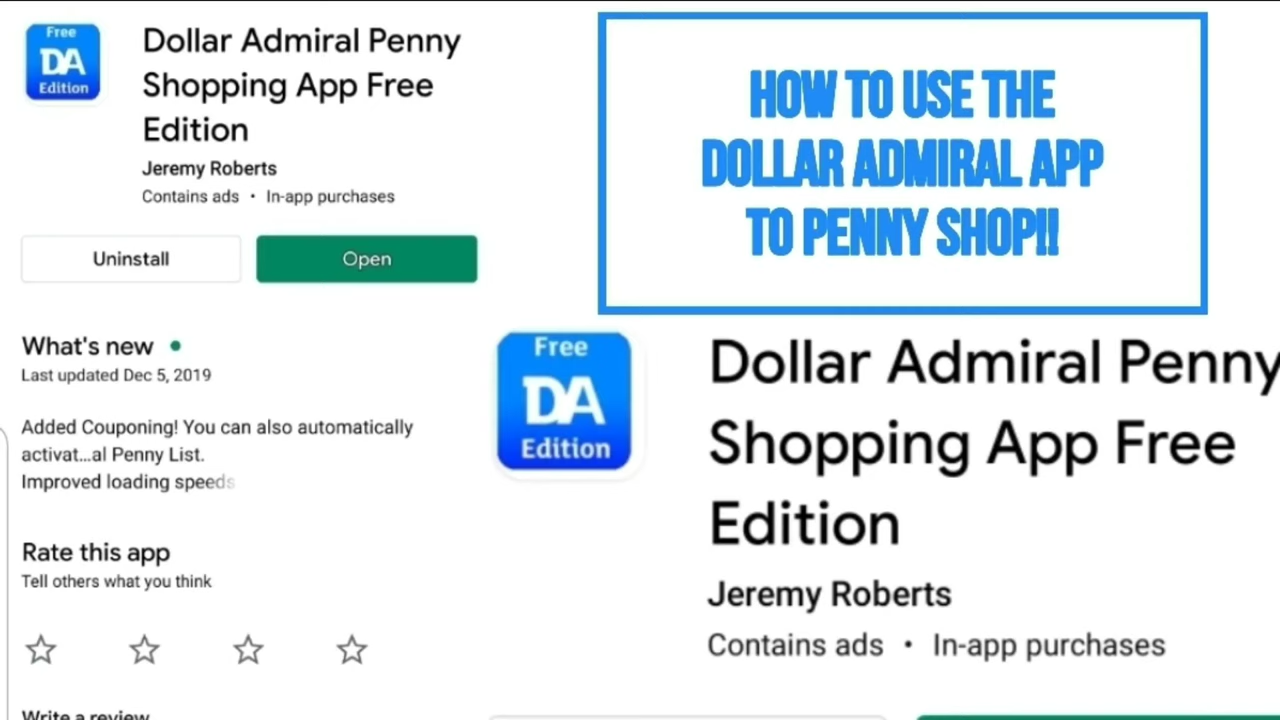 Free
DA
Edition
Dollar Admiral Penny
Shopping App Free
Edition
Jeremy Roberts
Contains ads • In-app purchases
Uninstall
Open
What's new
Last updated Dec 5, 2019
Added Couponing! You can also automatically
activat...al Penny List.
Improved loading speeds
Rate this app
Tell others what you think
Write a review
HOW TO USE THE
DOLLAR ADMIRAL APP
TO PENNY SHOP!!
Free
DA
Edition
Dollar Admiral Penny
Shopping App Free
Edition
Jeremy Roberts
Contains ads • In-app purchases